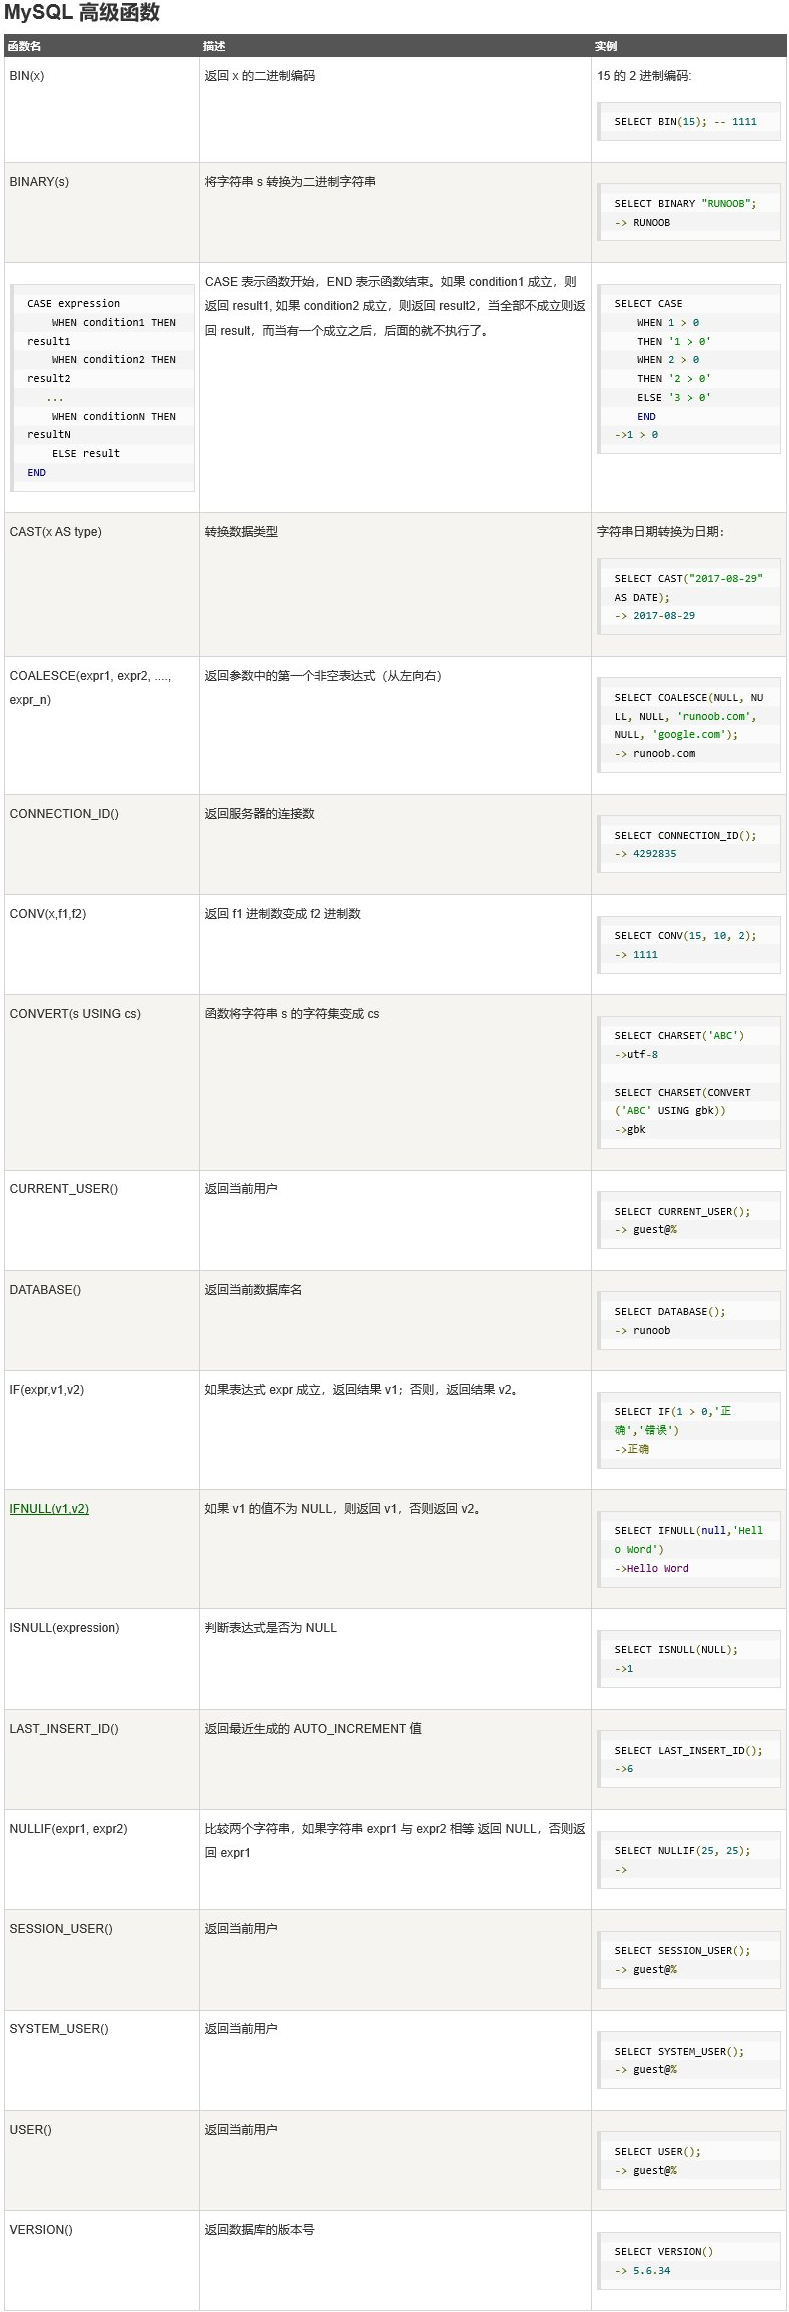 MySQL 高级函数
函数名 描述 实例
BIN(x) 返回 x 的二进制编码 15 的 2 进制编码:
SELECT BIN(15); -- 1111
BINARY(s) 将字符串 s 转换为二进制字符串
SELECT BINARY "RUNOOB";
-> RUNOOB
CASE expression
WHEN condition1 THEN
result1
WHEN condition2 THEN
result2
...
WHEN conditionN THEN
resultN
ELSE result
END
CASE 表示函数开始，END 表示函数结束。如果 condition1 成立，则
返回 result1, 如果 condition2 成立，则返回 result2，当全部不成立则返
回 result，而当有一个成立之后，后面的就不执行了。
SELECT CASE
WHEN 1 > 0
THEN '1 > 0'
WHEN 2 > 0
THEN '2 > 0'
ELSE '3 > 0'
END
->1 > 0
CAST(x AS type) 转换数据类型 字符串日期转换为日期：
SELECT CAST("2017-08-29"
AS DATE);
-> 2017-08-29
COALESCE(expr1, expr2, ....,
expr_n)
返回参数中的第一个非空表达式（从左向右）
SELECT COALESCE(NULL, NU
LL, NULL, 'runoob.com',
NULL, 'google.com');
-> runoob.com
CONNECTION_ID() 返回服务器的连接数
SELECT CONNECTION_ID();
-> 4292835
CONV(x,f1,f2) 返回 f1 进制数变成 f2 进制数
SELECT CONV(15, 10, 2);
-> 1111
CONVERT(s USING cs) 函数将字符串 s 的字符集变成 cs
SELECT CHARSET('ABC')
->utf-8
SELECT CHARSET(CONVERT
('ABC' USING gbk))
->gbk
CURRENT_USER() 返回当前用户
SELECT CURRENT_USER();
-> guest@%
DATABASE() 返回当前数据库名
SELECT DATABASE();
-> runoob
IF(expr,v1,v2) 如果表达式 expr 成立，返回结果 v1；否则，返回结果 v2。
SELECT IF(1 > 0,'正
确','错误')
->正确
IFNULL(v1,v2) 如果 v1 的值不为 NULL，则返回 v1，否则返回 v2。
SELECT IFNULL(null,'Hell
o Word')
->Hello Word
ISNULL(expression) 判断表达式是否为 NULL
SELECT ISNULL(NULL);
->1
LAST_INSERT_ID() 返回最近生成的 AUTO_INCREMENT 值
SELECT LAST_INSERT_ID();
->6
NULLIF(expr1, expr2) 比较两个字符串，如果字符串 expr1 与 expr2 相等 返回 NULL，否则返
回 expr1
SELECT NULLIF(25, 25);
->
SESSION_USER() 返回当前用户
SELECT SESSION_USER();
-> guest@%
SYSTEM_USER() 返回当前用户
SELECT SYSTEM_USER();
-> guest@%
USER() 返回当前用户
SELECT USER();
-> guest@%
VERSION() 返回数据库的版本号
SELECT VERSION()
-> 5.6.34